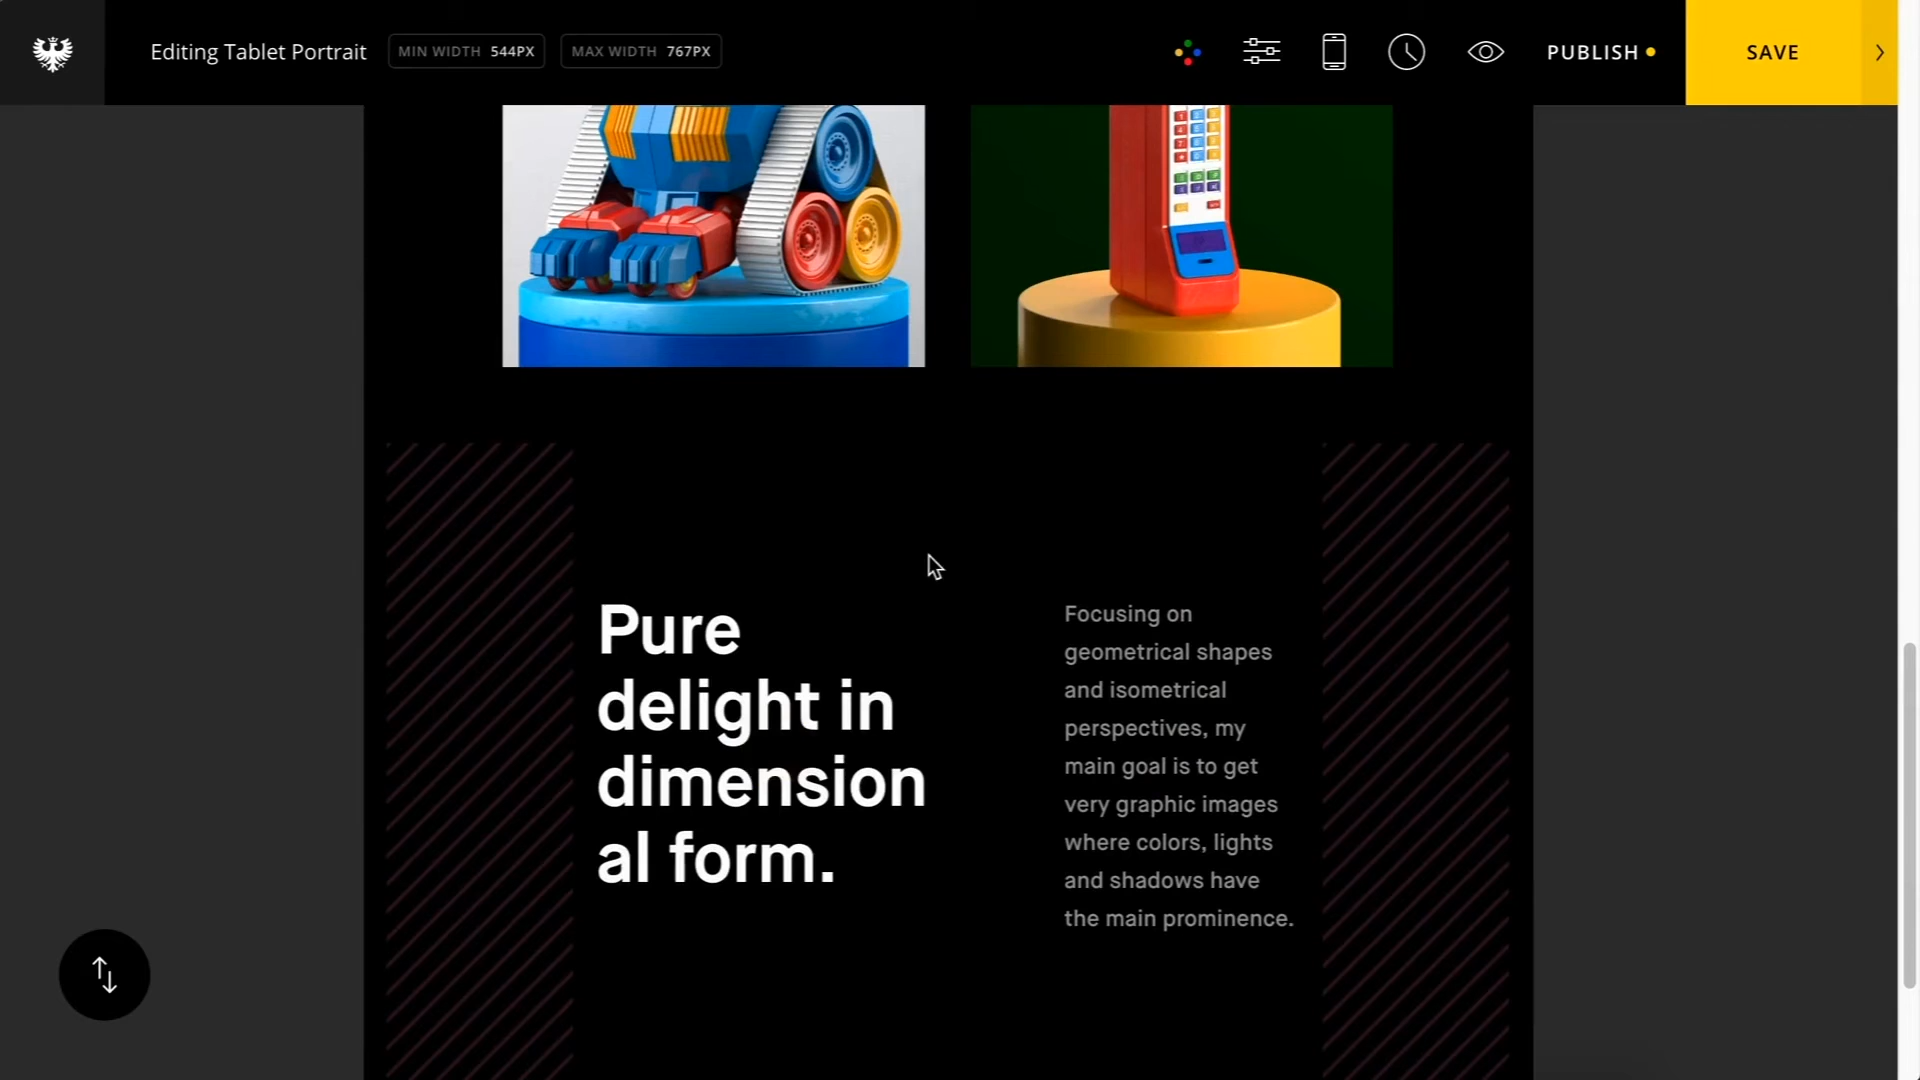 Editing Tablet Portrait
MIN WIDTH 544PX
MAX WIDTH 767PX
PUBLISH
SAVE
Pure
delight in
dimension
al form.
Focusing on
geometrical shapes
and isometrical
perspectives, my
main goal is to get
very graphic images
where colors, lights
and shadows have
the main prominence.